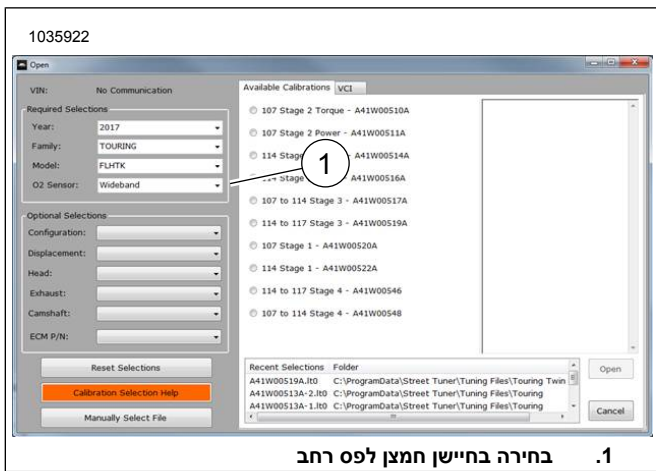 1035922
Open
VIN: No Communication
Required Selections
Year: 2017
Family: TOURING
Model: FLHTK
O2 Sensor: Wideband
Optional Selections
Configuration:
Displacement:
Head:
Exhaust:
Camshaft:
ECM P/N:
Reset Selections
Calibration Selection Help
Manually Select File
Available Calibrations VCI
107 Stage 2 Torque - A41W00510A
107 Stage 2 Power - A41W00511A
114 Stage A41W00514A
Stage A41W00516A
107 to 114 Stage 3 - A41W00517A
114 to 117 Stage 3 - A41W00519A
107 Stage 1 - A41W00520A
114 Stage 1 - A41W00522A
114 to 117 Stage 4 - A41W00546
107 to 114 Stage 4 - A41W00548
1
Recent Selections Folder
A41W00519A.lt0 C:\ProgramData\Street Tuner\Tuning Files\Touring Twin
A41W00513A-2.lt0 C:\ProgramData\Street Tuner\Tuning Files\Touring
A41W00513A-1.lt0 C:\ProgramData\Street Tuner\Tuning Files\Touring
Open
Cancel
1. בחירה בחיישן חמצן לפס רחב